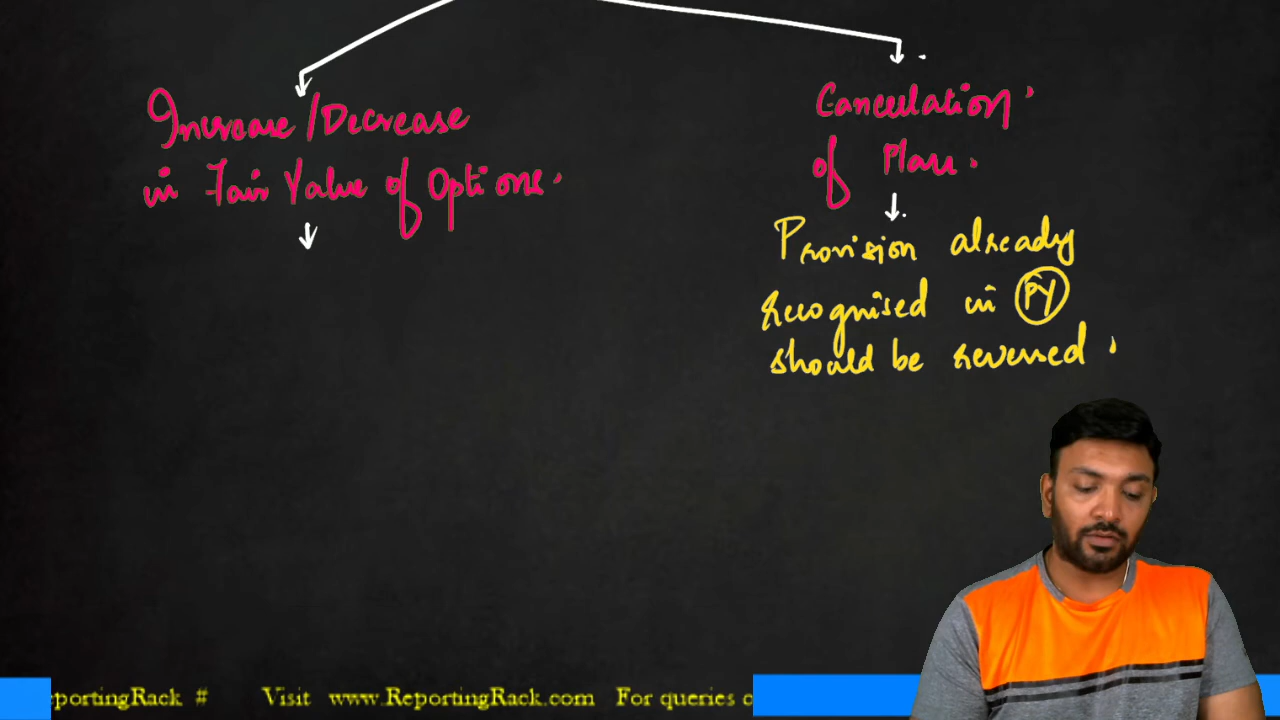 Increase/Decrease
in Fair Value of Options.
Cancellation
of Plan.
Provision already
recognised in PY
should be reversed.
eportingRack # Visit www.ReportingRack.com For queries